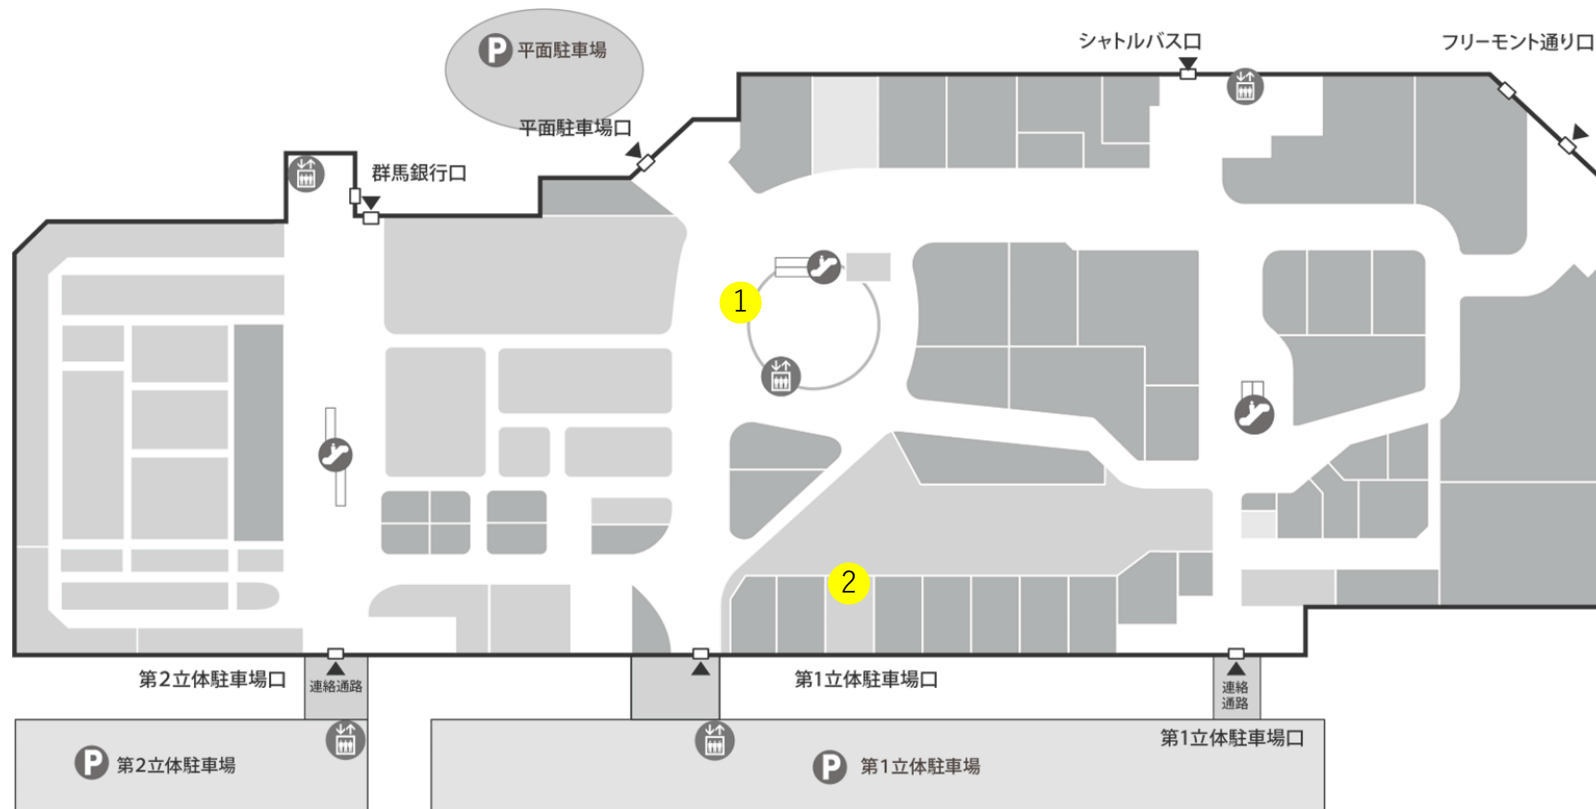 P 平面駐車場
シャトルバス口
フリーモント通り口
平面駐車場口
群馬銀行口
1
2
第2立体駐車場口
連絡通路
第1立体駐車場口
連絡
通路
第1立体駐車場口
P 第2立体駐車場
P 第1立体駐車場